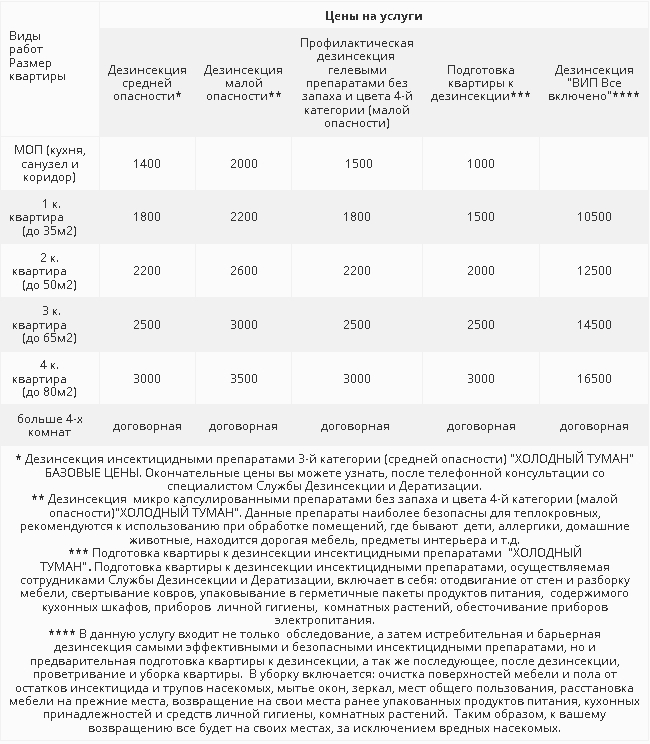 Цены на услуги
Виды
работ
Размер
квартиры
Дезинсекция
средней
опасности*
Дезинсекция
малой
опасности**
Профилактическая
дезинсекция
гелевыми
препаратами без
запаха и цвета 4-й
категории (малой
опасности)
Подготовка
квартиры к
дезинсекции***
Дезинсекция
"ВИП Все
включено"****
МОП (кухня,
санузел и
коридор)
1400 2000 1500 1000
1 к.
квартира
(до 35м2)
1800 2200 1800 1500 10500
2 к.
квартира
(до 50м2)
2200 2600 2200 2000 12500
3 к.
квартира
(до 65м2)
2500 3000 2500 2500 14500
4 к.
квартира
(до 80м2)
3000 3500 3000 3000 16500
больше 4-х
комнат
договорная договорная договорная договорная договорная
* Дезинсекция инсектицидными препаратами 3-й категории (средней опасности) "ХОЛОДНЫЙ ТУМАН"
БАЗОВЫЕ ЦЕНЫ. Окончательные цены вы можете узнать, после телефонной консультации со
специалистом Службы Дезинсекции и Дератизации.
** Дезинсекция микро капсулированными препаратами без запаха и цвета 4-й категории (малой
опасности)"ХОЛОДНЫЙ ТУМАН". Данные препараты наиболее безопасны для теплокровных,
рекомендуются к использованию при обработке помещений, где бывают дети, аллергики, домашние
животные, находится дорогая мебель, предметы интерьера и т.д.
*** Подготовка квартиры к дезинсекции инсектицидными препаратами "ХОЛОДНЫЙ
ТУМАН". Подготовка квартиры к дезинсекции инсектицидными препаратами, осуществляемая
сотрудниками Службы Дезинсекции и Дератизации, включает в себя: отодвигание от стен и разборку
мебели, свертывание ковров, упаковывание в герметичные пакеты продуктов питания, содержимого
кухонных шкафов, приборов личной гигиены, комнатных растений, обесточивание приборов
электропитания.
**** В данную услугу входит не только обследование, а затем истребительная и барьерная
дезинсекция самыми эффективными и безопасными инсектицидными препаратами, но и
предварительная подготовка квартиры к дезинсекции, а так же последующее, после дезинсекции,
проветривание и уборка квартиры. В уборку включается: очистка поверхностей мебели и пола от
остатков инсектицида и трупов насекомых, мытье окон, зеркал, мест общего пользования, расстановка
мебели на прежние места, возвращение на свои места ранее упакованных продуктов питания, кухонных
принадлежностей и средств личной гигиены, комнатных растений. Таким образом, к вашему
возвращению все будет на своих местах, за исключением вредных насекомых.